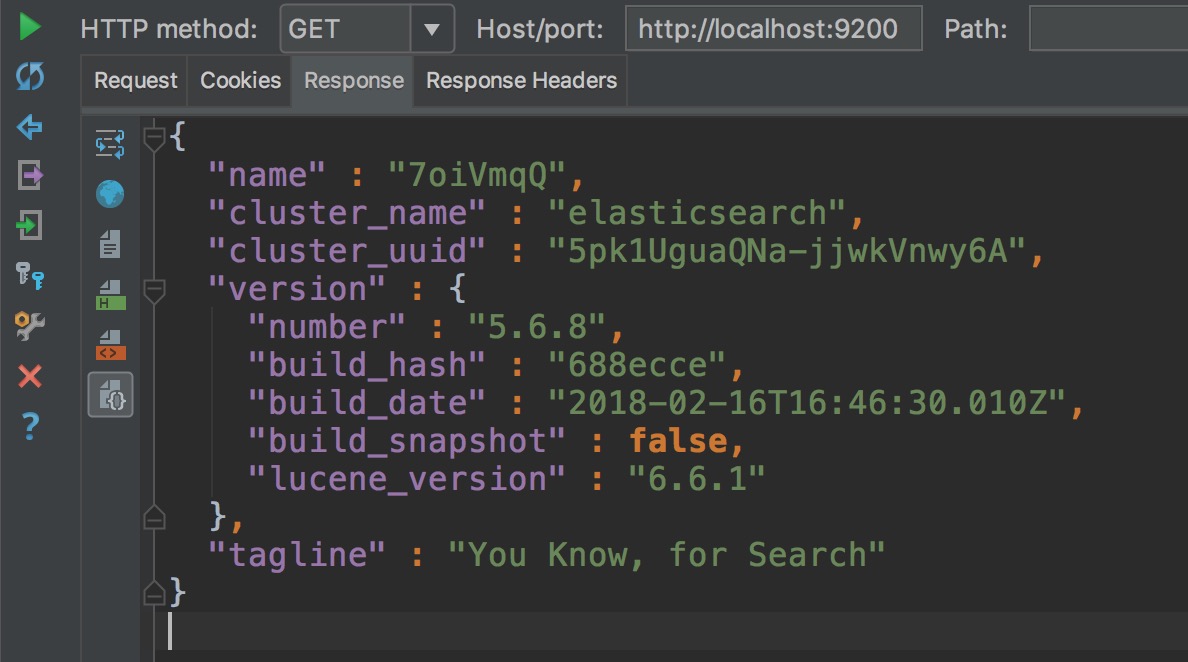 HTTP method: GET Host/port: http://localhost:9200 Path:
Request Cookies Response Response Headers
{
"name" : "7oiVmqQ",
"cluster_name" : "elasticsearch",
"cluster_uuid" : "5pk1UguaQNa-jjwkVnwy6A",
"version" : {
"number" : "5.6.8",
"build_hash" : "688ecce",
"build_date" : "2018-02-16T16:46:30.010Z",
"build_snapshot" : false,
"lucene_version" : "6.6.1"
},
"tagline" : "You Know, for Search"
}